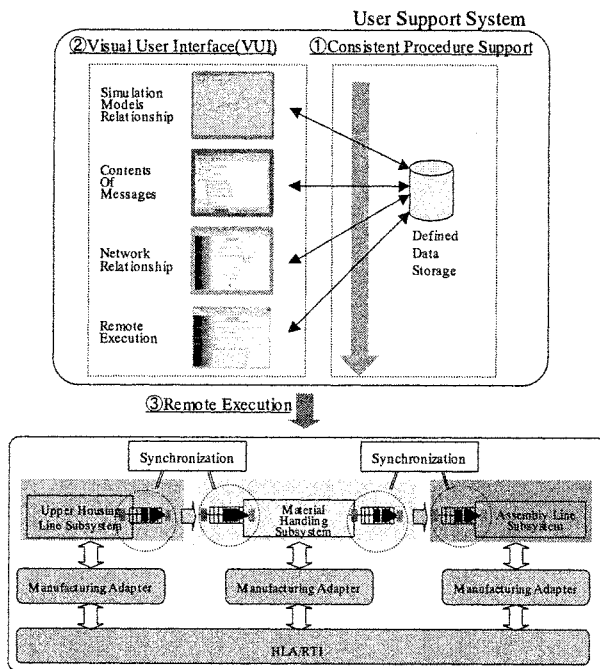 User Support System
②Visual User Interface(VUI)
①Consistent Procedure Support
Simulation
Models
Relationship
Contents
Of
Messages
Network
Relationship
Remote
Execution
Defined
Data
Storage
③Remote Execution
Synchronization
Synchronization
Upper Housing
Line Subsystem
Material
Handling
Subsystem
Assembly Line
Subsystem
Manufacturing Adapter
Manufacturing Adapter
Manufacturing Adapter
HLA/RTI